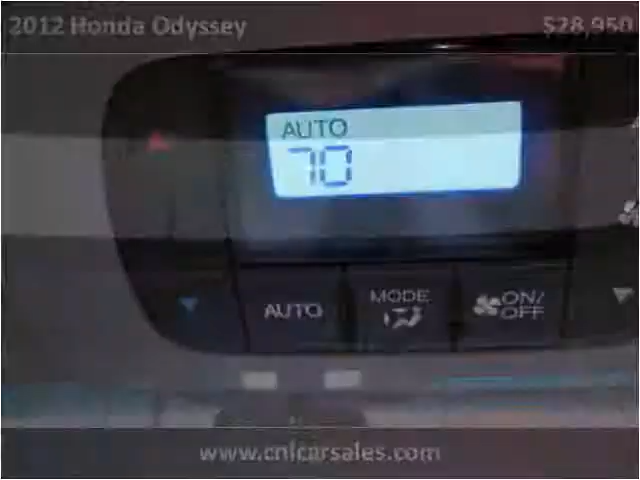 2012 Honda Odyssey $28,950
AUTO
70
AUTO
MODE
ON/
OFF
www.cnlcarsales.com